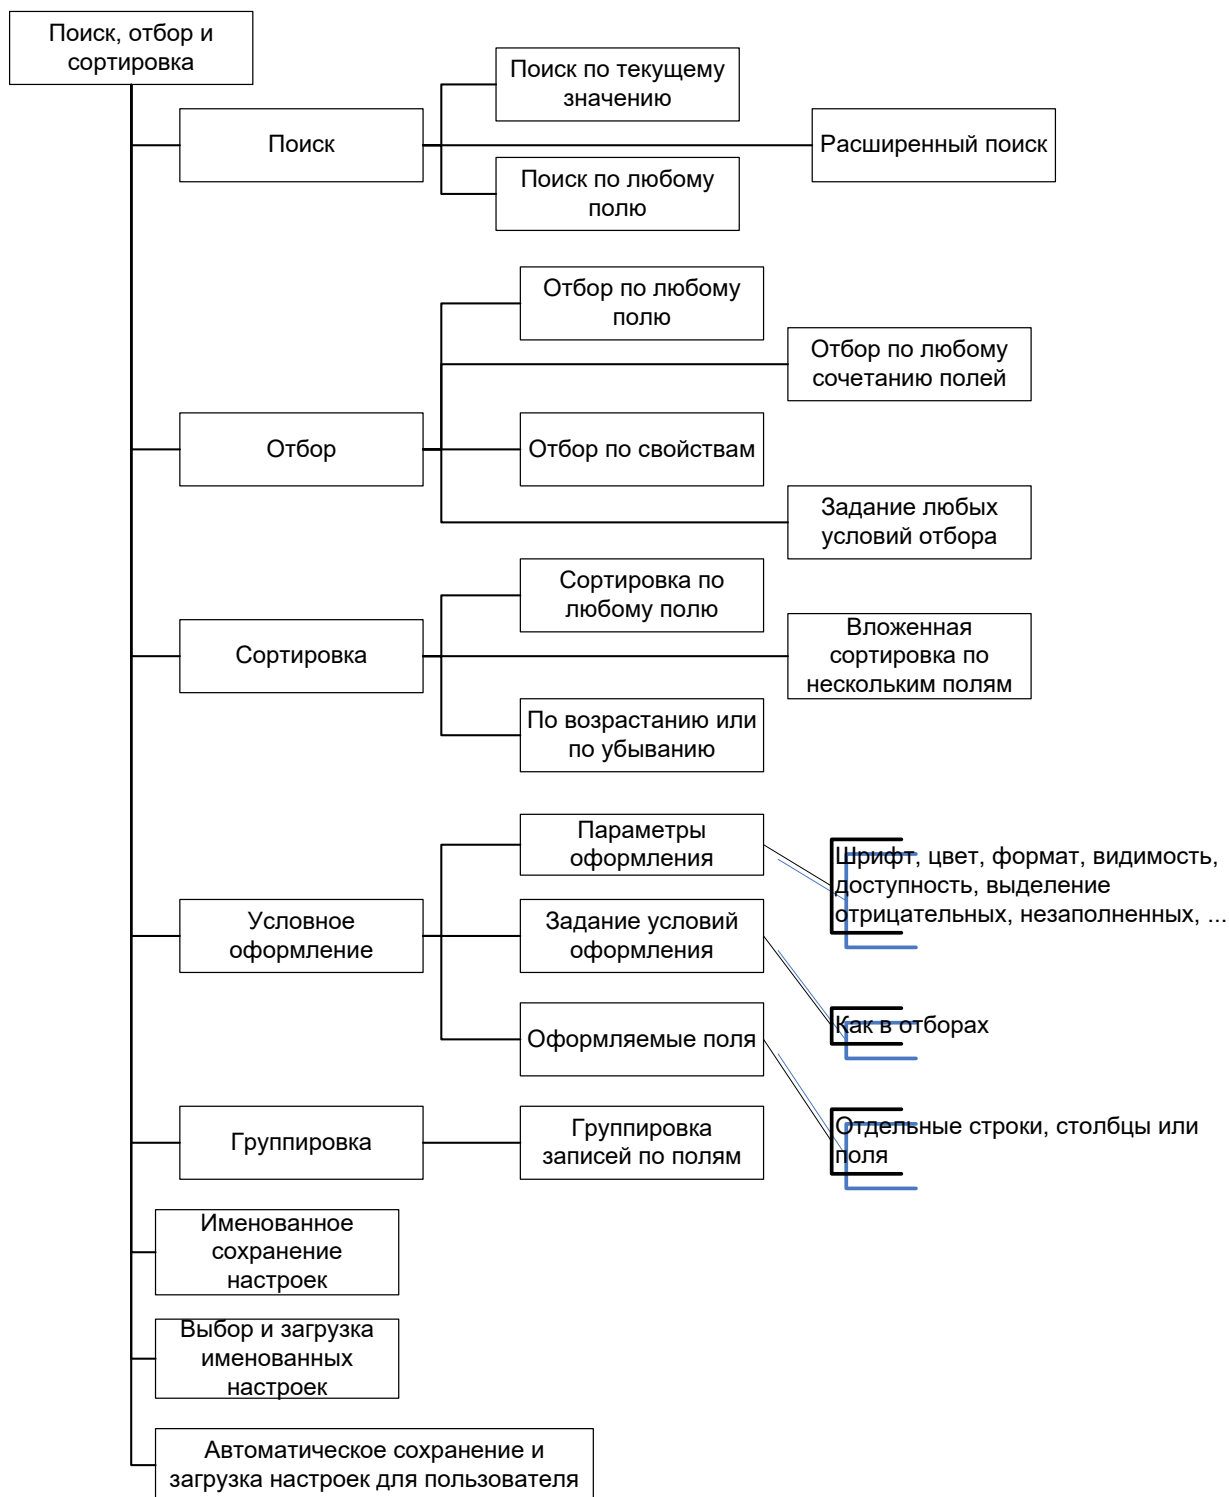 Поиск, отбор и
сортировка
Поиск
Поиск по текущему
значению
Расширенный поиск
Поиск по любому
полю
Отбор
Отбор по любому
полю
Отбор по любому
сочетанию полей
Отбор по свойствам
Задание любых
условий отбора
Сортировка
Сортировка по
любому полю
Вложенная
сортировка по
нескольким полям
По возрастанию или
по убыванию
Условное
оформление
Параметры
оформления
Шрифт, цвет, формат, видимость,
доступность, выделение
отрицательных, незаполненных, ...
Задание условий
оформления
Как в отборах
Оформляемые поля
Отдельные строки, столбцы или
поля
Группировка
Группировка
записей по полям
Именованное
сохранение
настроек
Выбор и загрузка
именованных
настроек
Автоматическое сохранение и
загрузка настроек для пользователя